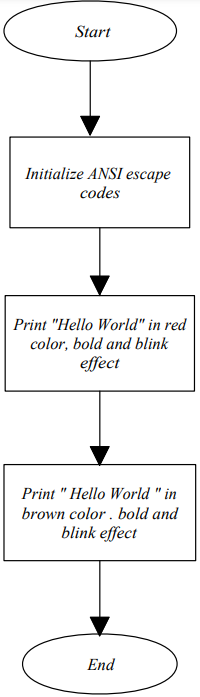 Start
Initialize ANSI escape
codes
Print "Hello World" in red
color, bold and blink
effect
Print " Hello World " in
brown color . bold and
blink effect
End